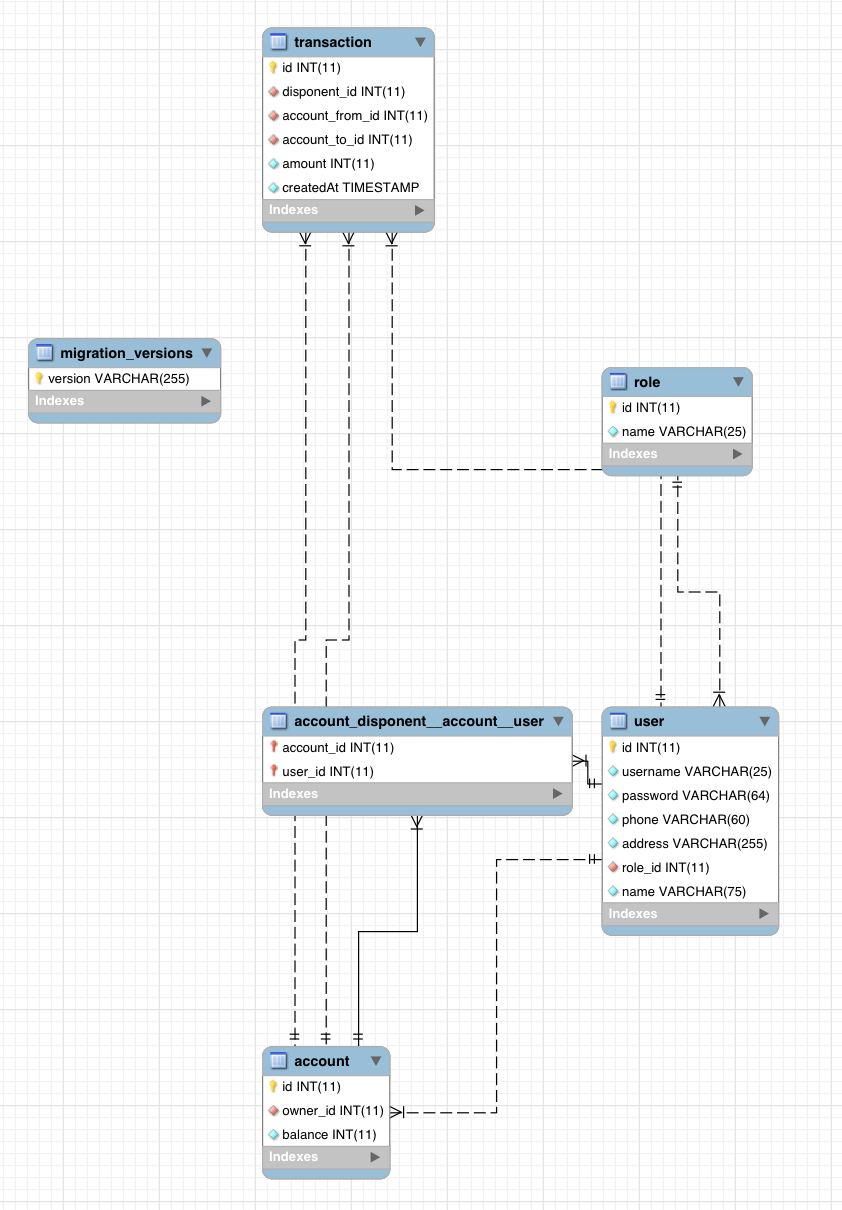 transaction
id INT(11)
disponent_id INT(11)
account_from_id INT(11)
account_to_id INT(11)
amount INT(11)
createdAt TIMESTAMP
Indexes
migration_versions
version VARCHAR(255)
Indexes
role
id INT(11)
name VARCHAR(25)
Indexes
account_disponent__account__user
account_id INT(11)
user_id INT(11)
Indexes
user
id INT(11)
username VARCHAR(25)
password VARCHAR(64)
phone VARCHAR(60)
address VARCHAR(255)
role_id INT(11)
name VARCHAR(75)
Indexes
account
id INT(11)
owner_id INT(11)
balance INT(11)
Indexes